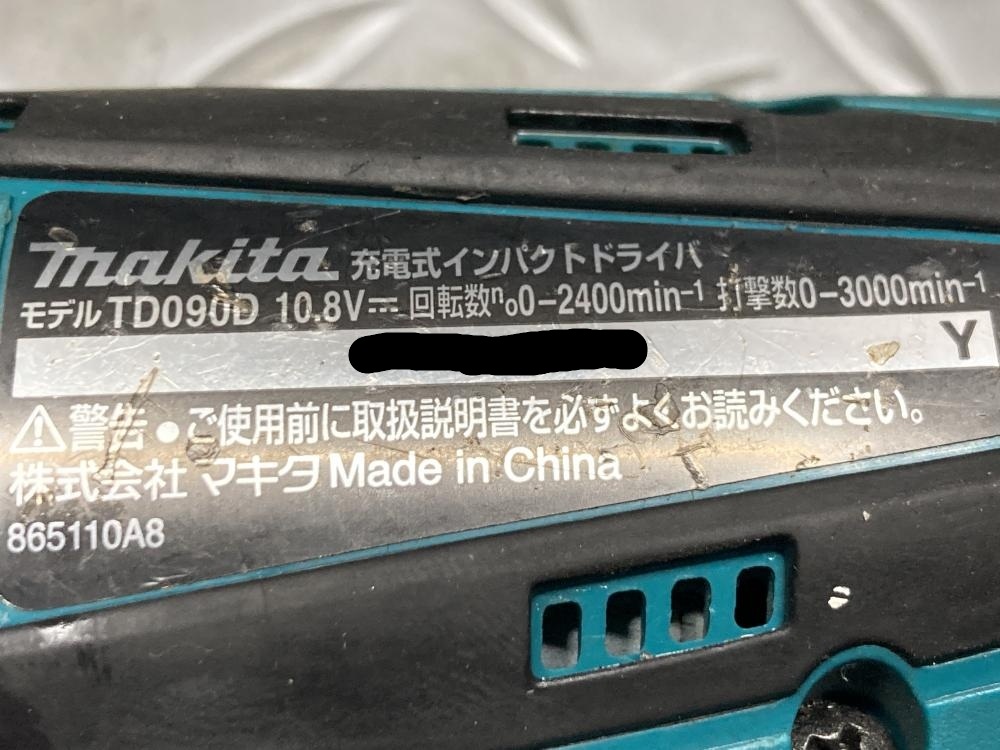 makita 充電式インパクトドライバ
モデル TD090D 10.8V⎓ 回転数n₀0-2400min⁻¹ 打撃数0-3000min⁻¹
Y
⚠警告 ●ご使用前に取扱説明書を必ずよくお読みください。
株式会社 マキタ Made in China
865110A8